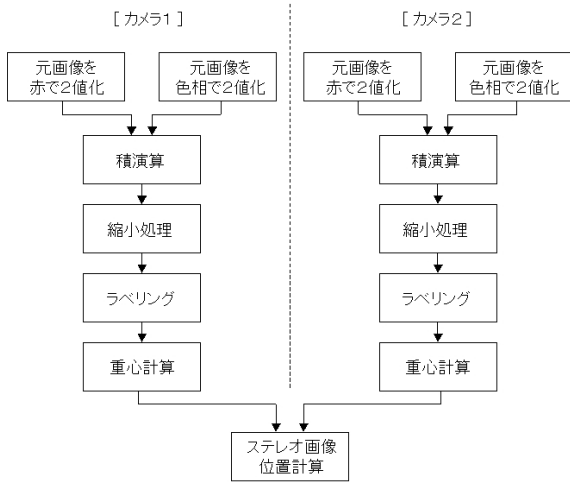 [カメラ1]
[カメラ2]
元画像を
赤で2値化
元画像を
色相で2値化
元画像を
赤で2値化
元画像を
色相で2値化
積演算
積演算
縮小処理
縮小処理
ラベリング
ラベリング
重心計算
重心計算
ステレオ画像
位置計算